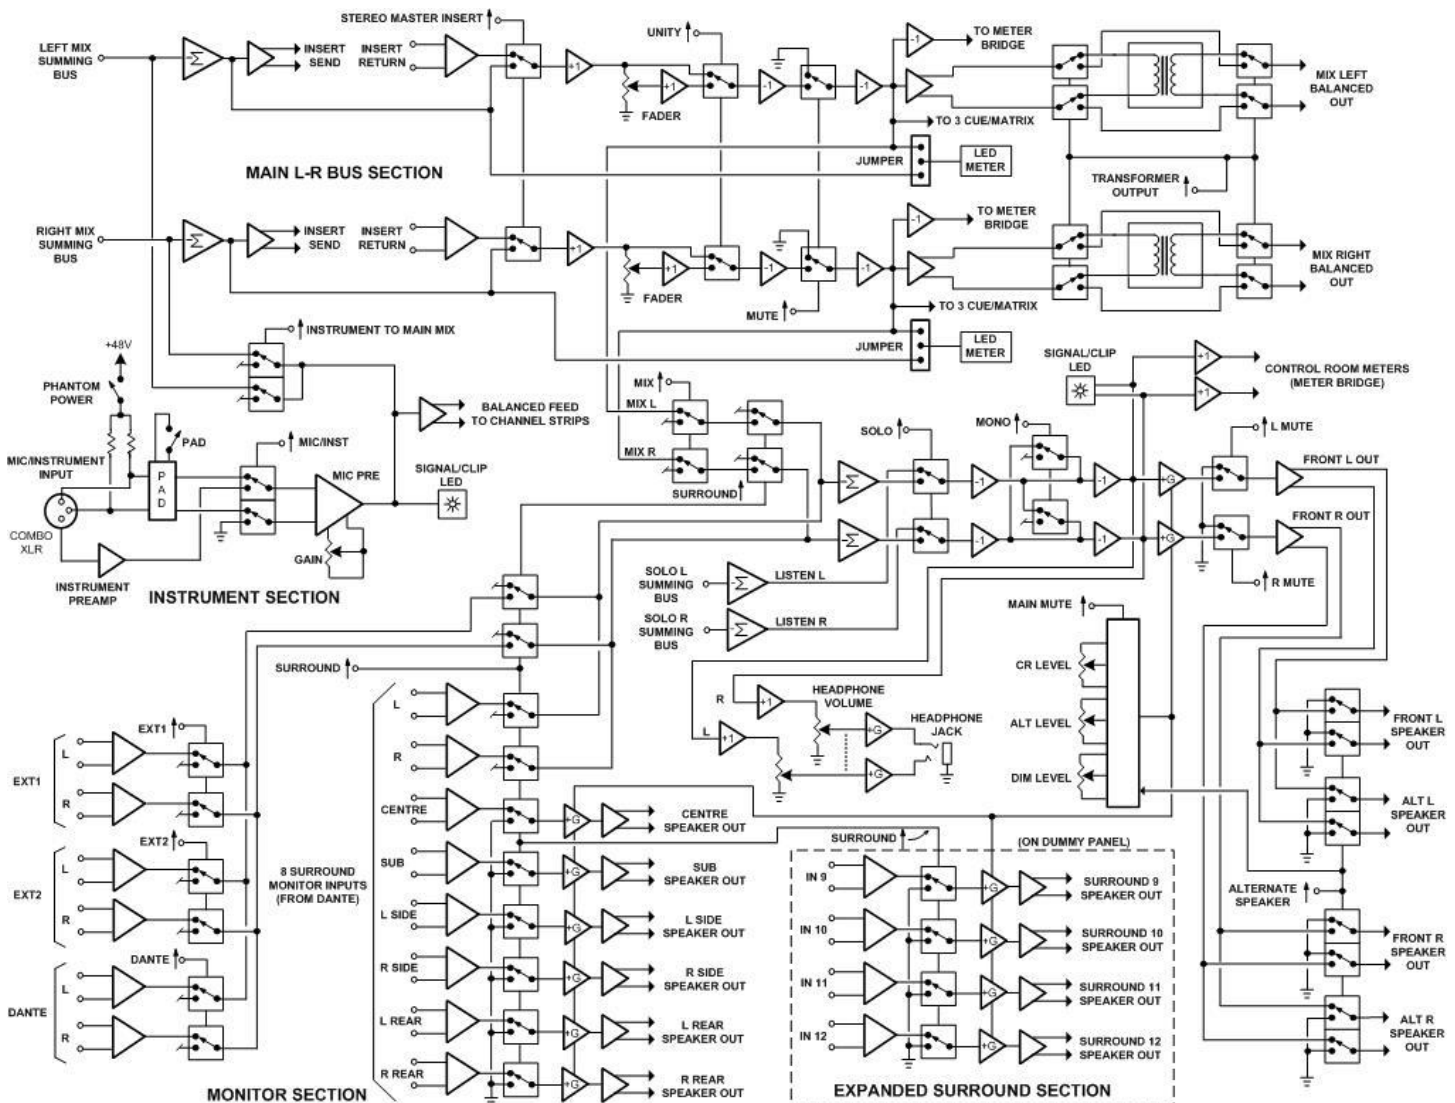 STEREO MASTER INSERT
LEFT MIX
SUMMING
BUS
-Σ
INSERT
SEND
INSERT
RETURN
+1
UNITY
+1
FADER
-1
-1
-1
TO METER
BRIDGE
MIX LEFT
BALANCED
OUT
TO 3 CUE/MATRIX
JUMPER
LED
METER
MAIN L-R BUS SECTION
TRANSFORMER
OUTPUT
RIGHT MIX
SUMMING
BUS
-Σ
INSERT
SEND
INSERT
RETURN
+1
+1
FADER
-1
-1
-1
TO METER
BRIDGE
MIX RIGHT
BALANCED
OUT
MUTE
TO 3 CUE/MATRIX
JUMPER
LED
METER
INSTRUMENT TO MAIN MIX
+48V
PHANTOM
POWER
PAD
BALANCED FEED
TO CHANNEL STRIPS
MIC/INST
MIC/INSTRUMENT
INPUT
P
A
D
MIC PRE
SIGNAL/CLIP
LED
COMBO
XLR
GAIN
INSTRUMENT
PREAMP
INSTRUMENT SECTION
MIX
MIX L
MIX R
SURROUND
SOLO
MONO
SIGNAL/CLIP
LED
+1
+1
CONTROL ROOM METERS
(METER BRIDGE)
L MUTE
-Σ
-1
-1
+G
FRONT L OUT
-Σ
-1
-1
+G
FRONT R OUT
R MUTE
SOLO L
SUMMING
BUS
-Σ
LISTEN L
SOLO R
SUMMING
BUS
-Σ
LISTEN R
MAIN MUTE
CR LEVEL
ALT LEVEL
DIM LEVEL
R
+1
L
+1
HEADPHONE
VOLUME
+G
+G
HEADPHONE
JACK
FRONT L
SPEAKER
OUT
ALT L
SPEAKER
OUT
ALTERNATE
SPEAKER
FRONT R
SPEAKER
OUT
ALT R
SPEAKER
OUT
SURROUND
EXT1
EXT1
L
R
EXT2
EXT2
L
R
DANTE
DANTE
L
R
MONITOR SECTION
8 SURROUND
MONITOR INPUTS
(FROM DANTE)
L
R
CENTRE
+G
CENTRE
SPEAKER OUT
SUB
+G
SUB
SPEAKER OUT
L SIDE
+G
L SIDE
SPEAKER OUT
R SIDE
+G
R SIDE
SPEAKER OUT
L REAR
+G
L REAR
SPEAKER OUT
R REAR
+G
R REAR
SPEAKER OUT
SURROUND
(ON DUMMY PANEL)
IN 9
+G
SURROUND 9
SPEAKER OUT
IN 10
+G
SURROUND 10
SPEAKER OUT
IN 11
+G
SURROUND 11
SPEAKER OUT
IN 12
+G
SURROUND 12
SPEAKER OUT
EXPANDED SURROUND SECTION